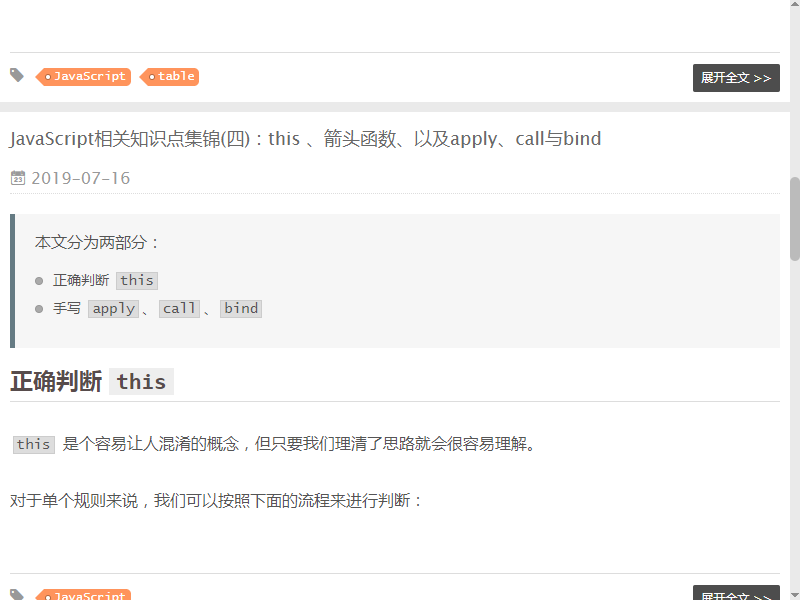 JavaScript table 展开全文 >>
JavaScript相关知识点集锦(四)：this 、箭头函数、以及apply、call与bind
23 2019-07-16
本文分为两部分：
正确判断 this
手写 apply 、 call 、 bind
正确判断 this
this 是个容易让人混淆的概念，但只要我们理清了思路就会很容易理解。
对于单个规则来说，我们可以按照下面的流程来进行判断：
JavaScript 展开全文 >>